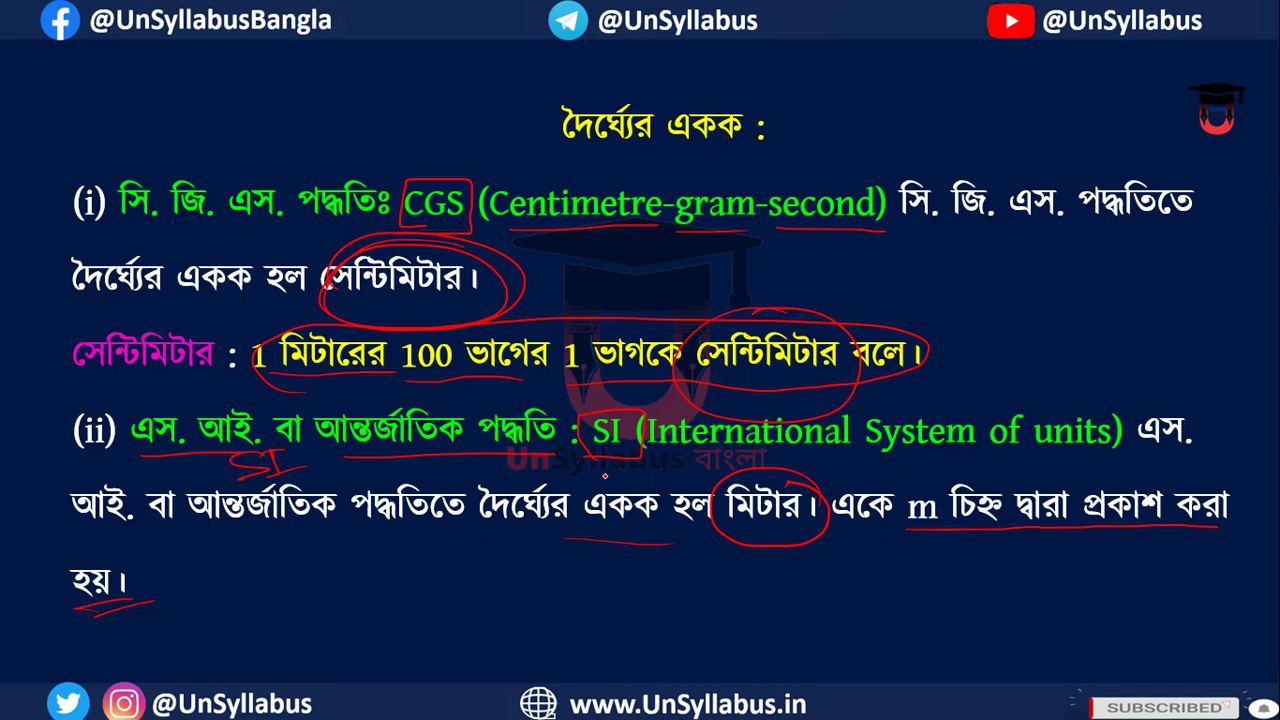 @UnSyllabusBangla
@UnSyllabus
@UnSyllabus
দৈর্ঘ্যের একক :
(i) সি. জি. এস. পদ্ধতিঃ CGS (Centimetre-gram-second) সি. জি. এস. পদ্ধতিতে
দৈর্ঘ্যের একক হল সেন্টিমিটার।
সেন্টিমিটার : 1 মিটারের 100 ভাগের 1 ভাগকে সেন্টিমিটার বলে।
(ii) এস. আই. বা আন্তর্জাতিক পদ্ধতি : SI (International System of units) এস.
SI
UnSyllabus বাংলা
আই. বা আন্তর্জাতিক পদ্ধতিতে দৈর্ঘ্যের একক হল মিটার। একে m চিহ্ন দ্বারা প্রকাশ করা
হয়।
@UnSyllabus
www.UnSyllabus.in
SUBSCRIBED